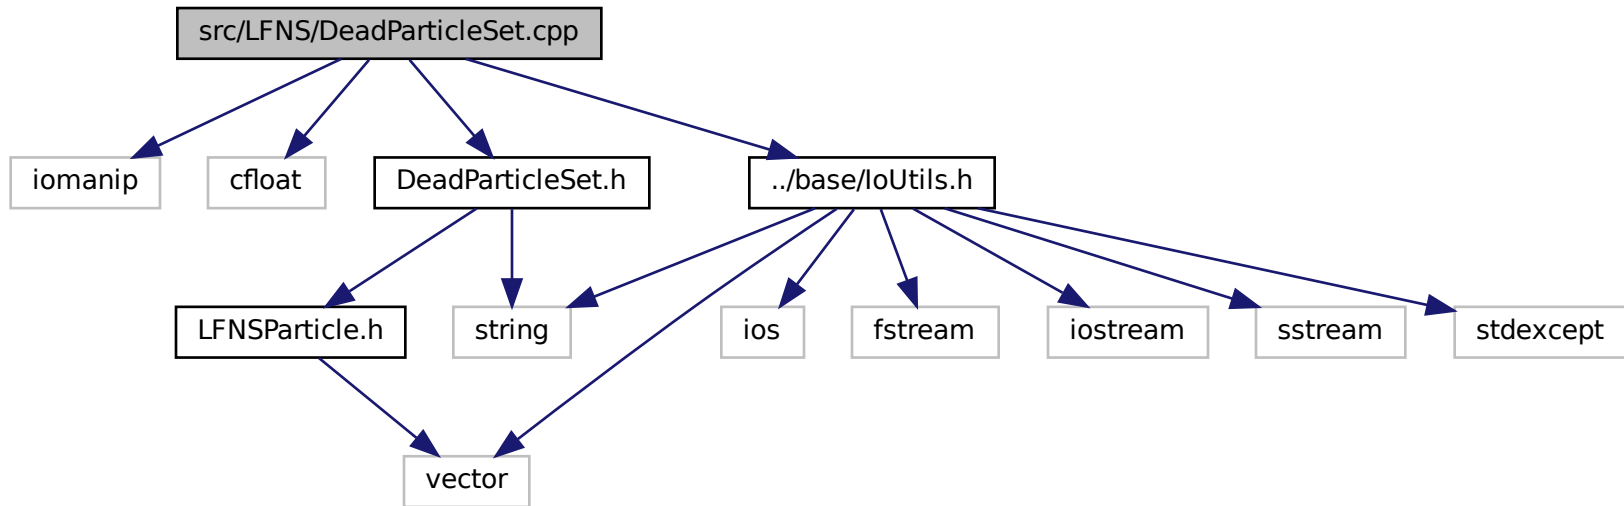 src/LFNS/DeadParticleSet.cpp
iomanip
cfloat
DeadParticleSet.h
../base/IoUtils.h
LFNSParticle.h
string
ios
fstream
iostream
sstream
stdexcept
vector